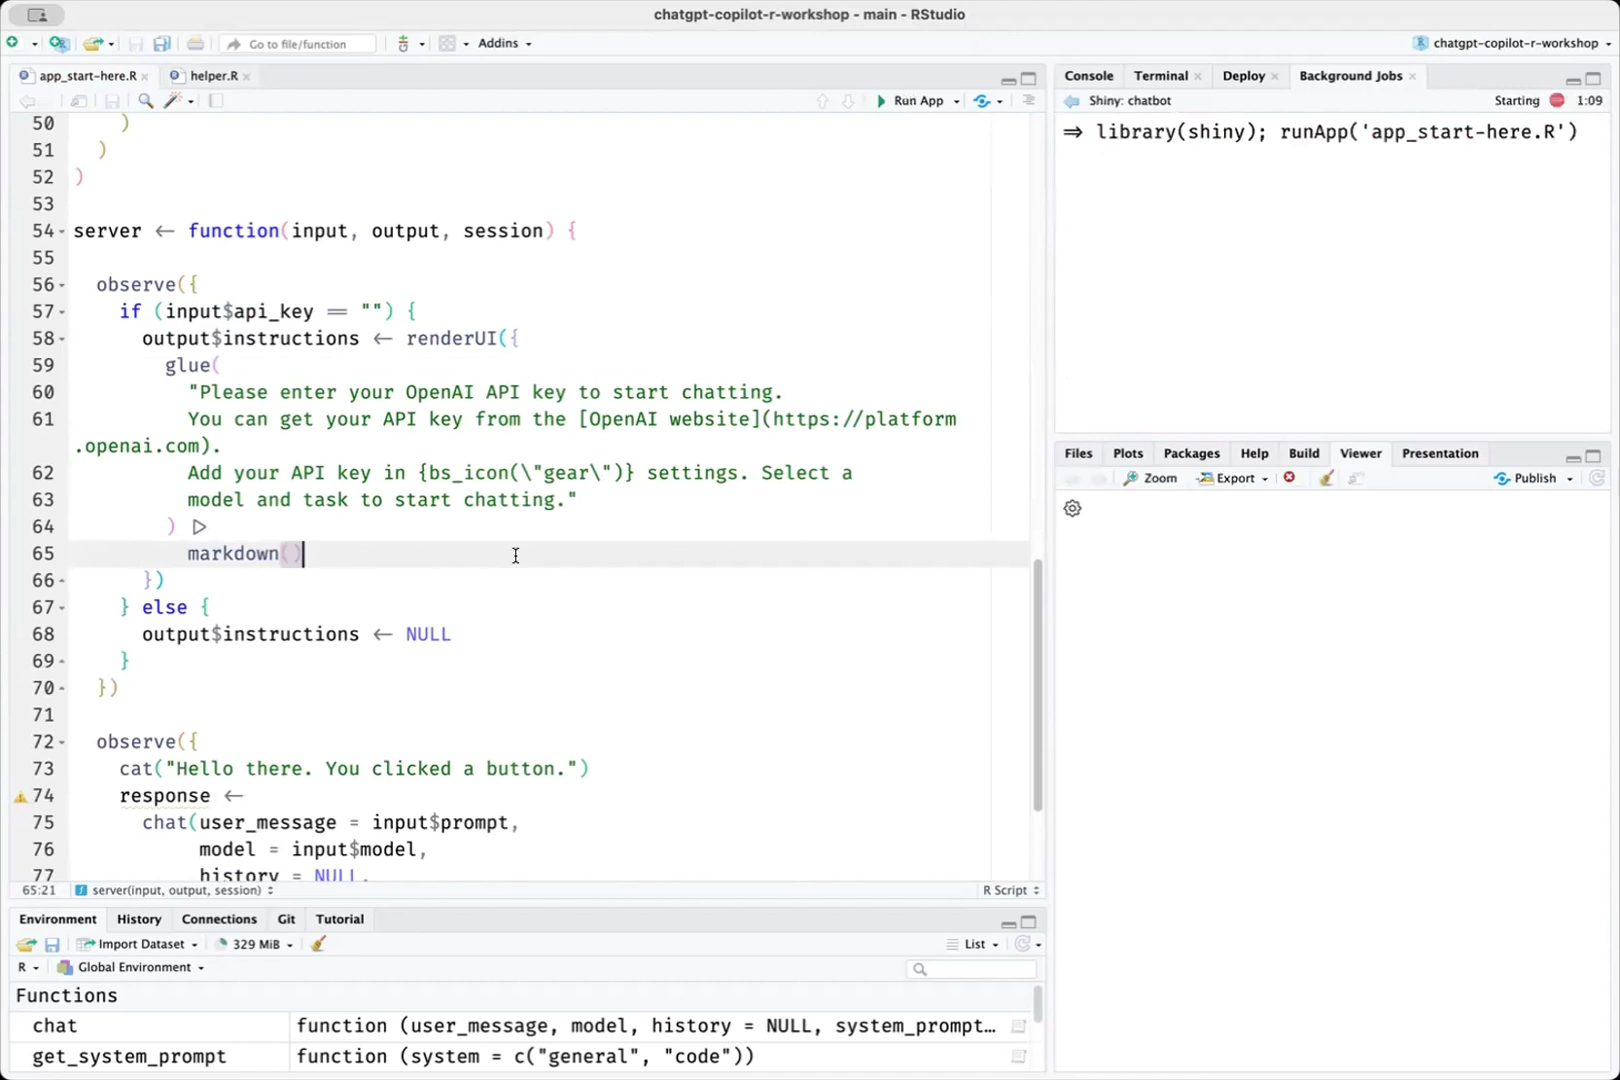 chatgpt-copilot-r-workshop - main - RStudio
Go to file/function
Addins
chatgpt-copilot-r-workshop
app_start-here.R
helper.R
Run App
50 )
51 )
52 )
53
54 server <- function(input, output, session) {
55
56 observe({
57 if (input$api_key == "") {
58 output$instructions <- renderUI({
59 glue(
60 "Please enter your OpenAI API key to start chatting.
61 You can get your API key from the [OpenAI website](https://platform
.openai.com).
62 Add your API key in {bs_icon(\"gear\")} settings. Select a
63 model and task to start chatting."
64 ) |>
65 markdown()
66 })
67 } else {
68 output$instructions <- NULL
69 }
70 })
71
72 observe({
73 cat("Hello there. You clicked a button.")
74 response <-
75 chat(user_message = input$prompt,
76 model = input$model,
77 history = NULL,
65:21 server(input, output, session) R Script
Environment History Connections Git Tutorial
Import Dataset 329 MiB List
R Global Environment
Functions
chat function (user_message, model, history = NULL, system_prompt…
get_system_prompt function (system = c("general", "code"))
Console Terminal Deploy Background Jobs
Shiny: chatbot Starting 1:09
=> library(shiny); runApp('app_start-here.R')
Files Plots Packages Help Build Viewer Presentation
Zoom Export Publish